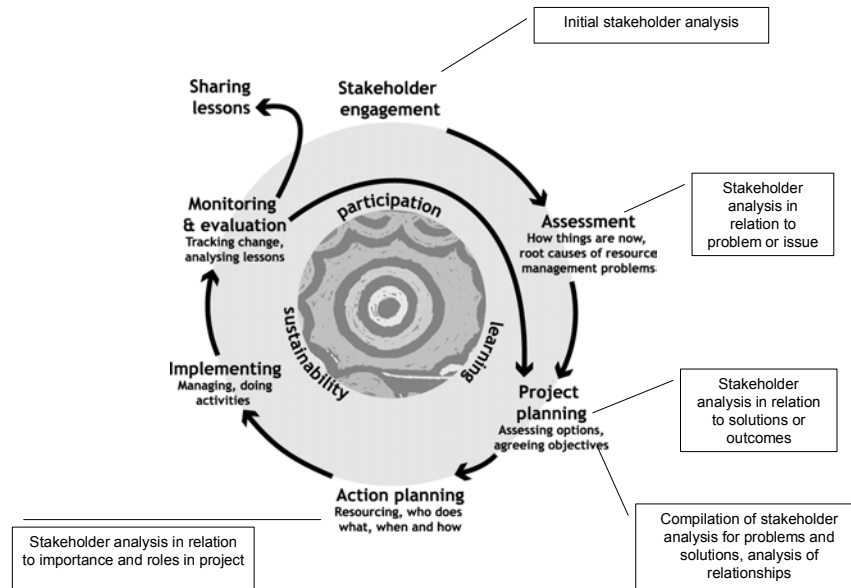 Initial stakeholder analysis
Sharing
lessons
Stakeholder
engagement
Monitoring
& evaluation
Tracking change,
analysing lessons
participation
Assessment
How things are now,
root causes of resource
management problems
Stakeholder
analysis in
relation to
problem or issue
sustainability
learning
Implementing
Managing, doing
activities
Project
planning
Assessing options,
agreeing objectives
Stakeholder
analysis in relation
to solutions or
outcomes
Action planning
Resourcing, who does
what, when and how
Stakeholder analysis in relation
to importance and roles in project
Compilation of stakeholder
analysis for problems and
solutions, analysis of
relationships